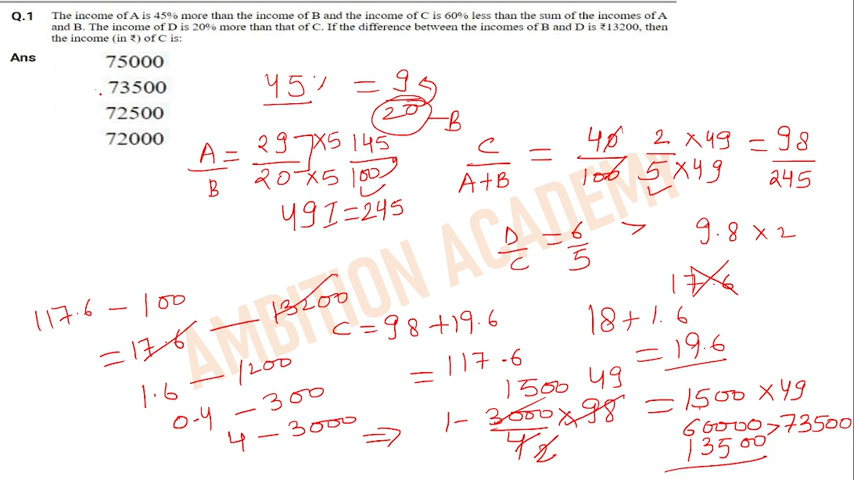 Q.1 The income of A is 45% more than the income of B and the income of C is 60% less than the sum of the incomes of A
and B. The income of D is 20% more than that of C. If the difference between the incomes of B and D is ₹13200, then
the income (in ₹) of C is:
Ans
75000
73500
72500
72000
45% = 9
20 B
A/B = 29/20 ×5 ×5 145/100
49 I = 245
C/A+B = 40/100 2/5 ×49 ×49 = 98/245
D/C = 6/5 >
9.8 × 2
17.6
18 + 1.6
= 19.6
C = 98 + 19.6
= 117.6
117.6 – 100
= 17.6 – 13200
1.6 – 1200
0.4 – 300
4 – 3000 ⇒
1500 49
1 – 3000/42 × 98 = 1500 × 49
60000 > 73500
13500
AMBITION ACADEMY